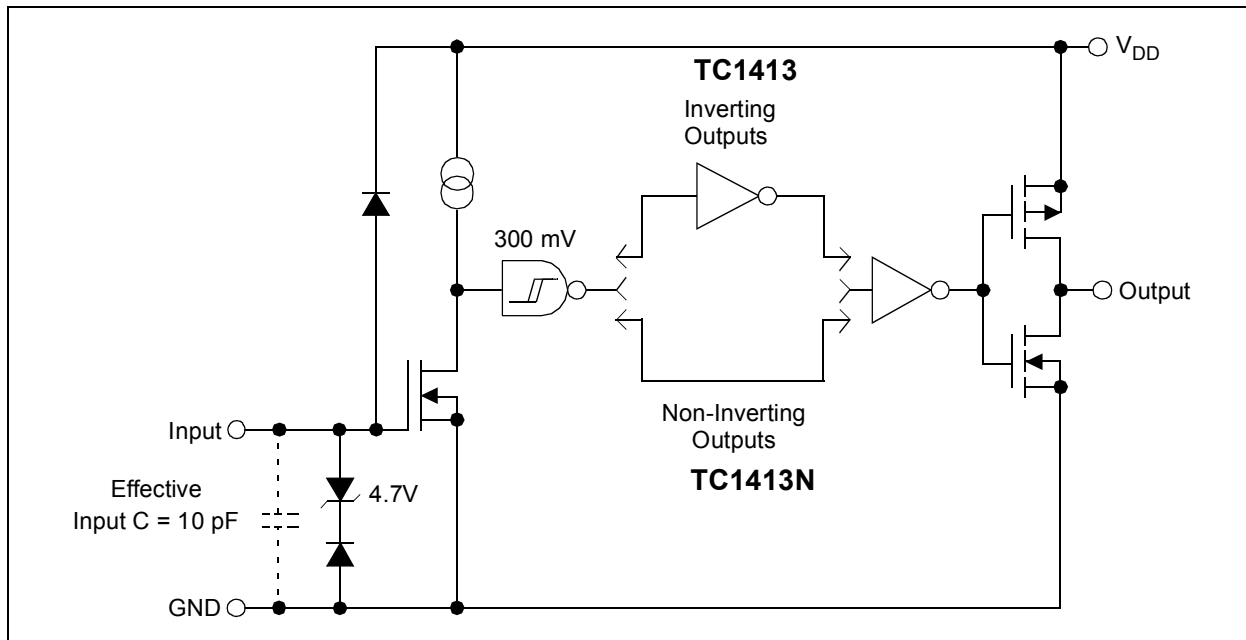 V_DD
TC1413
Inverting
Outputs
300 mV
Output
Input
Non-Inverting
Outputs
TC1413N
4.7V
Effective
Input C = 10 pF
GND